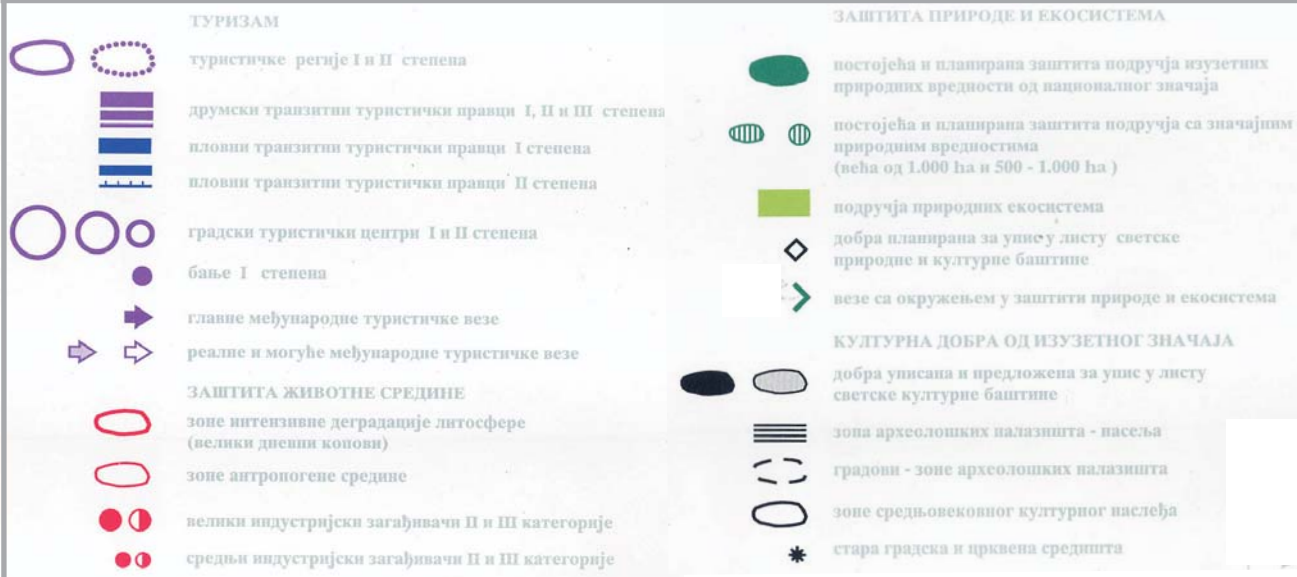 ТУРИЗАМ
туристичке регије I и II степена
друмски транзитни туристички правци I, II и III степена
пловни транзитни туристички правци I степена
пловни транзитни туристички правци II степена
градски туристички центри I и II степена
бање I степена
главне међународне туристичке везе
реалне и могуће међународне туристичке везе
ЗАШТИТА ЖИВОТНЕ СРЕДИНЕ
зоне интензивне деградације литосфере
(велики дневни копови)
зоне антропогене средине
велики индустријски загађивачи II и III категорије
средњи индустријски загађивачи II и III категорије
ЗАШТИТА ПРИРОДЕ И ЕКОСИСТЕМА
постојећа и планирана заштита подручја изузетних
природних вредности од националног значаја
постојећа и планирана заштита подручја са значајним
природним вредностима
(већа од 1.000 ha и 500 - 1.000 ha )
подручја природних екосистема
добра планирана за упис у листу светске
природне и културне баштине
везе са окружењем у заштити природе и екосистема
КУЛТУРНА ДОБРА ОД ИЗУЗЕТНОГ ЗНАЧАЈА
добра уписана и предложена за упис у листу
светске културне баштине
зона археолошких налазишта - насеља
градови - зоне археолошких налазишта
зоне средњовековног културног наслеђа
стара градска и црквена средишта